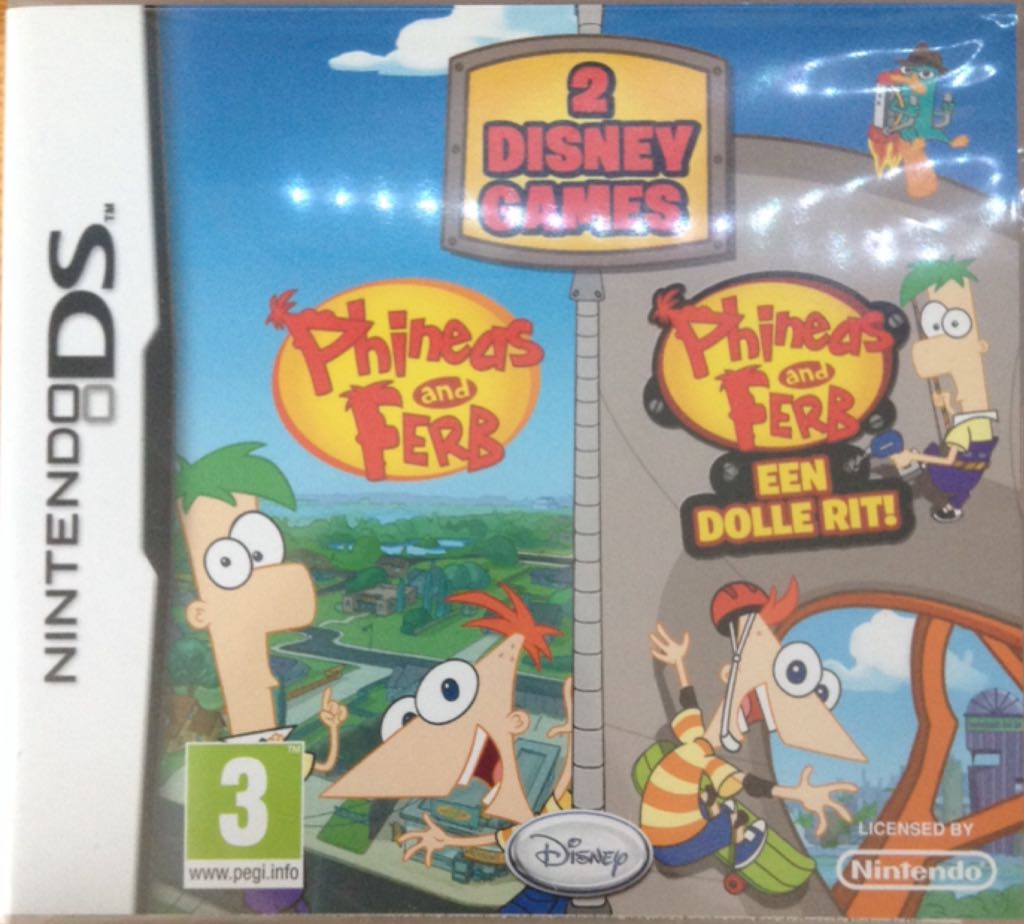 NINTENDO DS™
2
DISNEY
GAMES
Phineas
and
FERB
Phineas
and
FERB
EEN
DOLLE RIT!
3
™
www.pegi.info
Disney
LICENSED BY
Nintendo